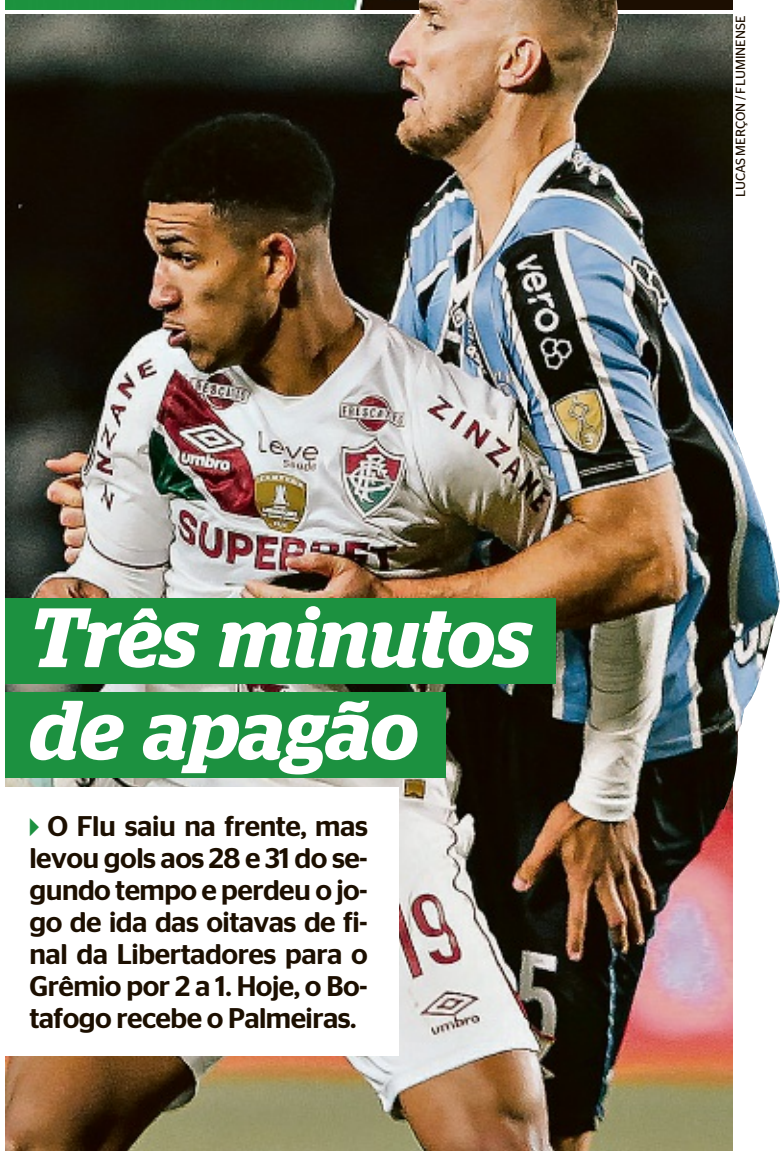 LUCAS MERÇON / FLUMINENSE
vero
ZINZANE
ZINZANE
umbro
Leve
Saúde
SUPERBET
Três minutos
de apagão
O Flu saiu na frente, mas
levou gols aos 28 e 31 do se-
gundo tempo e perdeu o jo-
go de ida das oitavas de fi-
nal da Libertadores para o
Grêmio por 2 a 1. Hoje, o Bo-
tafogo recebe o Palmeiras.
19
5
umbro